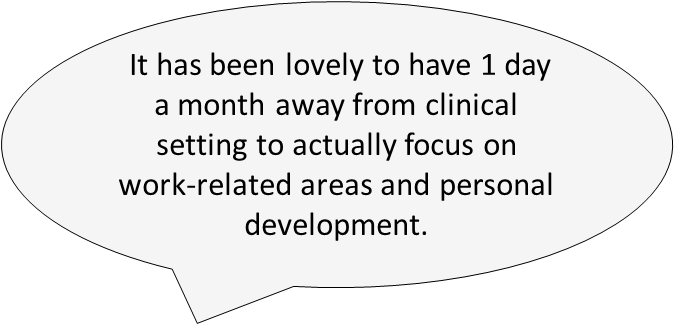 It has been lovely to have 1 day
a month away from clinical
setting to actually focus on
work-related areas and personal
development.